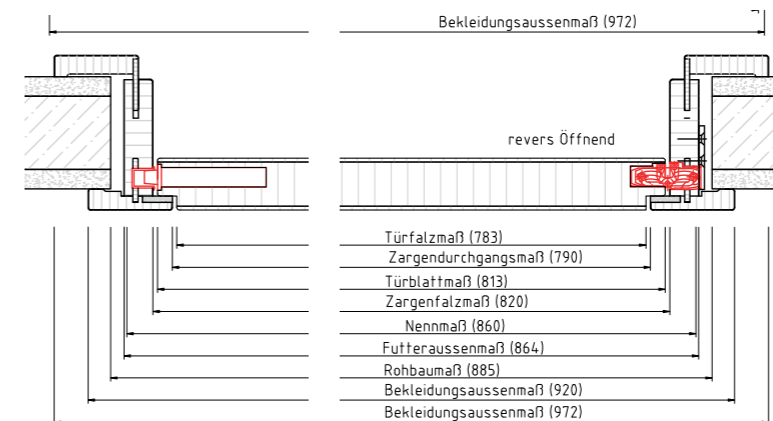 Bekleidungsaussenmaß (972)
revers Öffnend
Türfalzmaß (783)
Zargendurchgangsmaß (790)
Türblattmaß (813)
Zargenfalzmaß (820)
Nennmaß (860)
Futteraussenmaß (864)
Rohbaumaß (885)
Bekleidungsaussenmaß (920)
Bekleidungsaussenmaß (972)